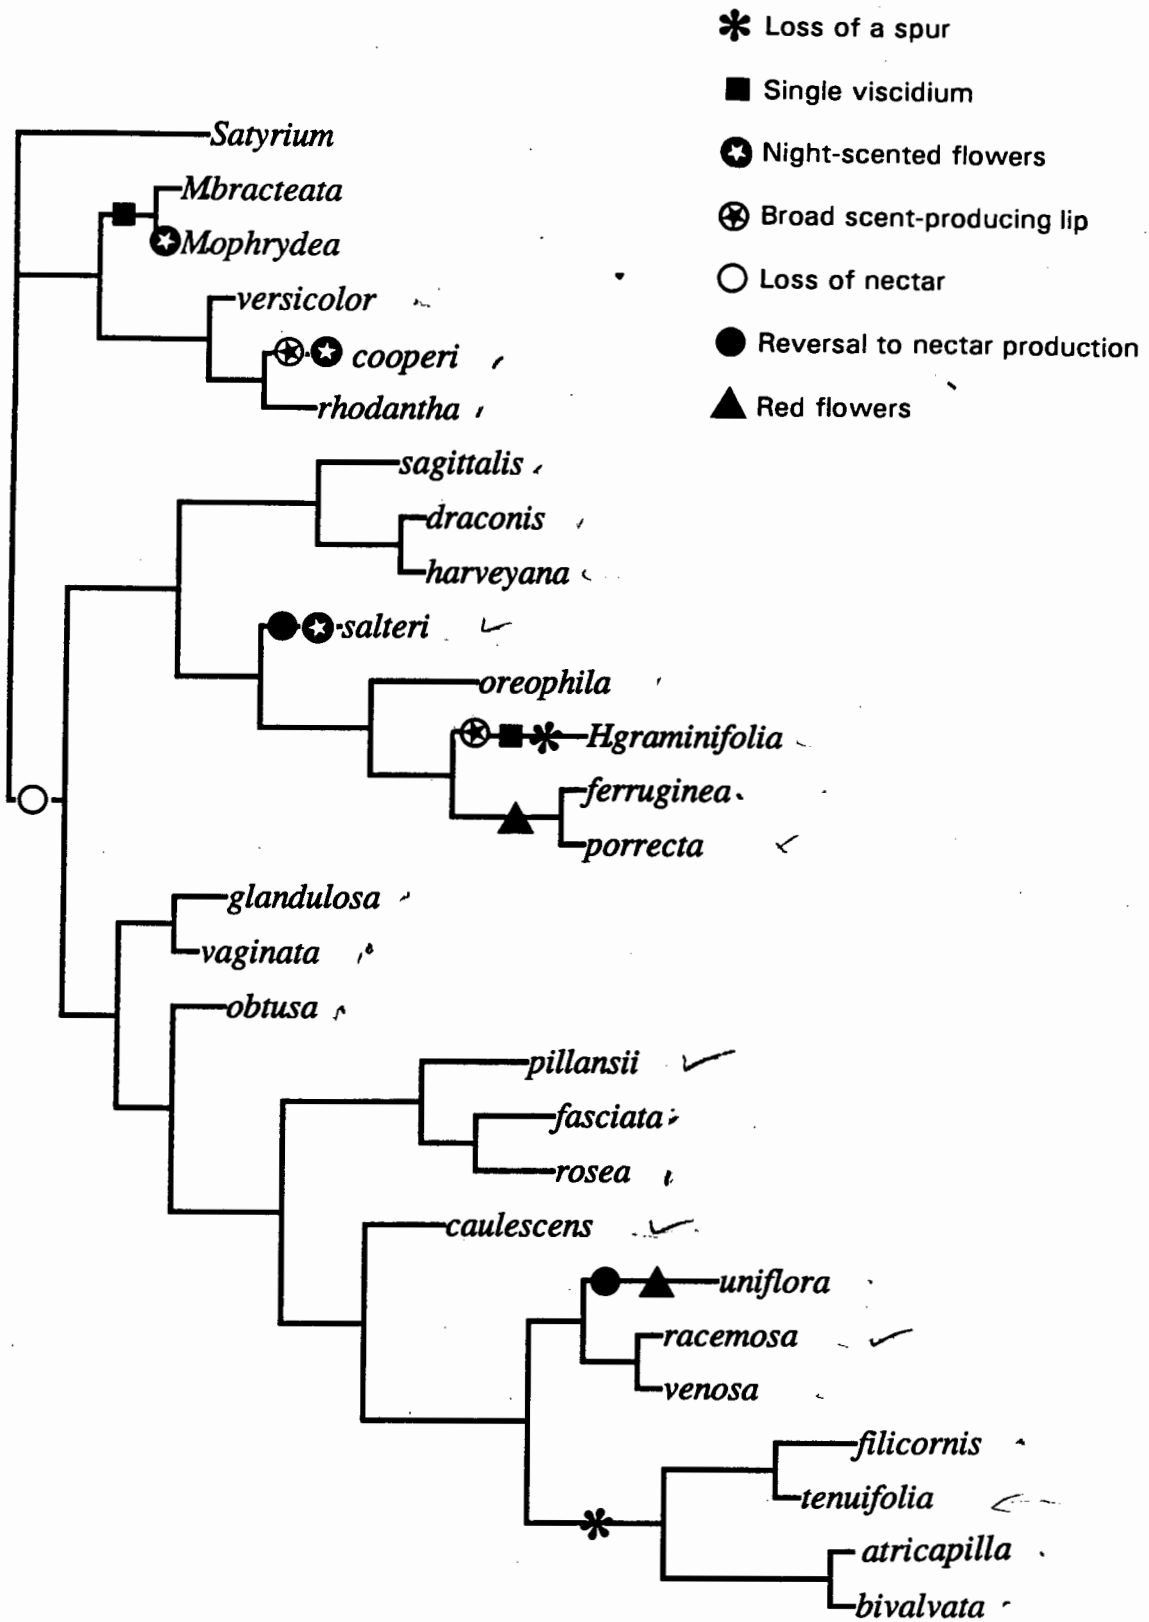 Loss of a spur
Single viscidium
Night-scented flowers
Broad scent-producing lip
Loss of nectar
Reversal to nectar production
Red flowers
Satyrium
Mbracteata
Mophrydea
versicolor
cooperi
rhodantha
sagittalis
draconis
harveyana
salteri
oreophila
Hgraminifolia
ferruginea
porrecta
glandulosa
vaginata
obtusa
pillansii
fasciata
rosea
caulescens
uniflora
racemosa
venosa
filicornis
tenuifolia
atricapilla
bivalvata